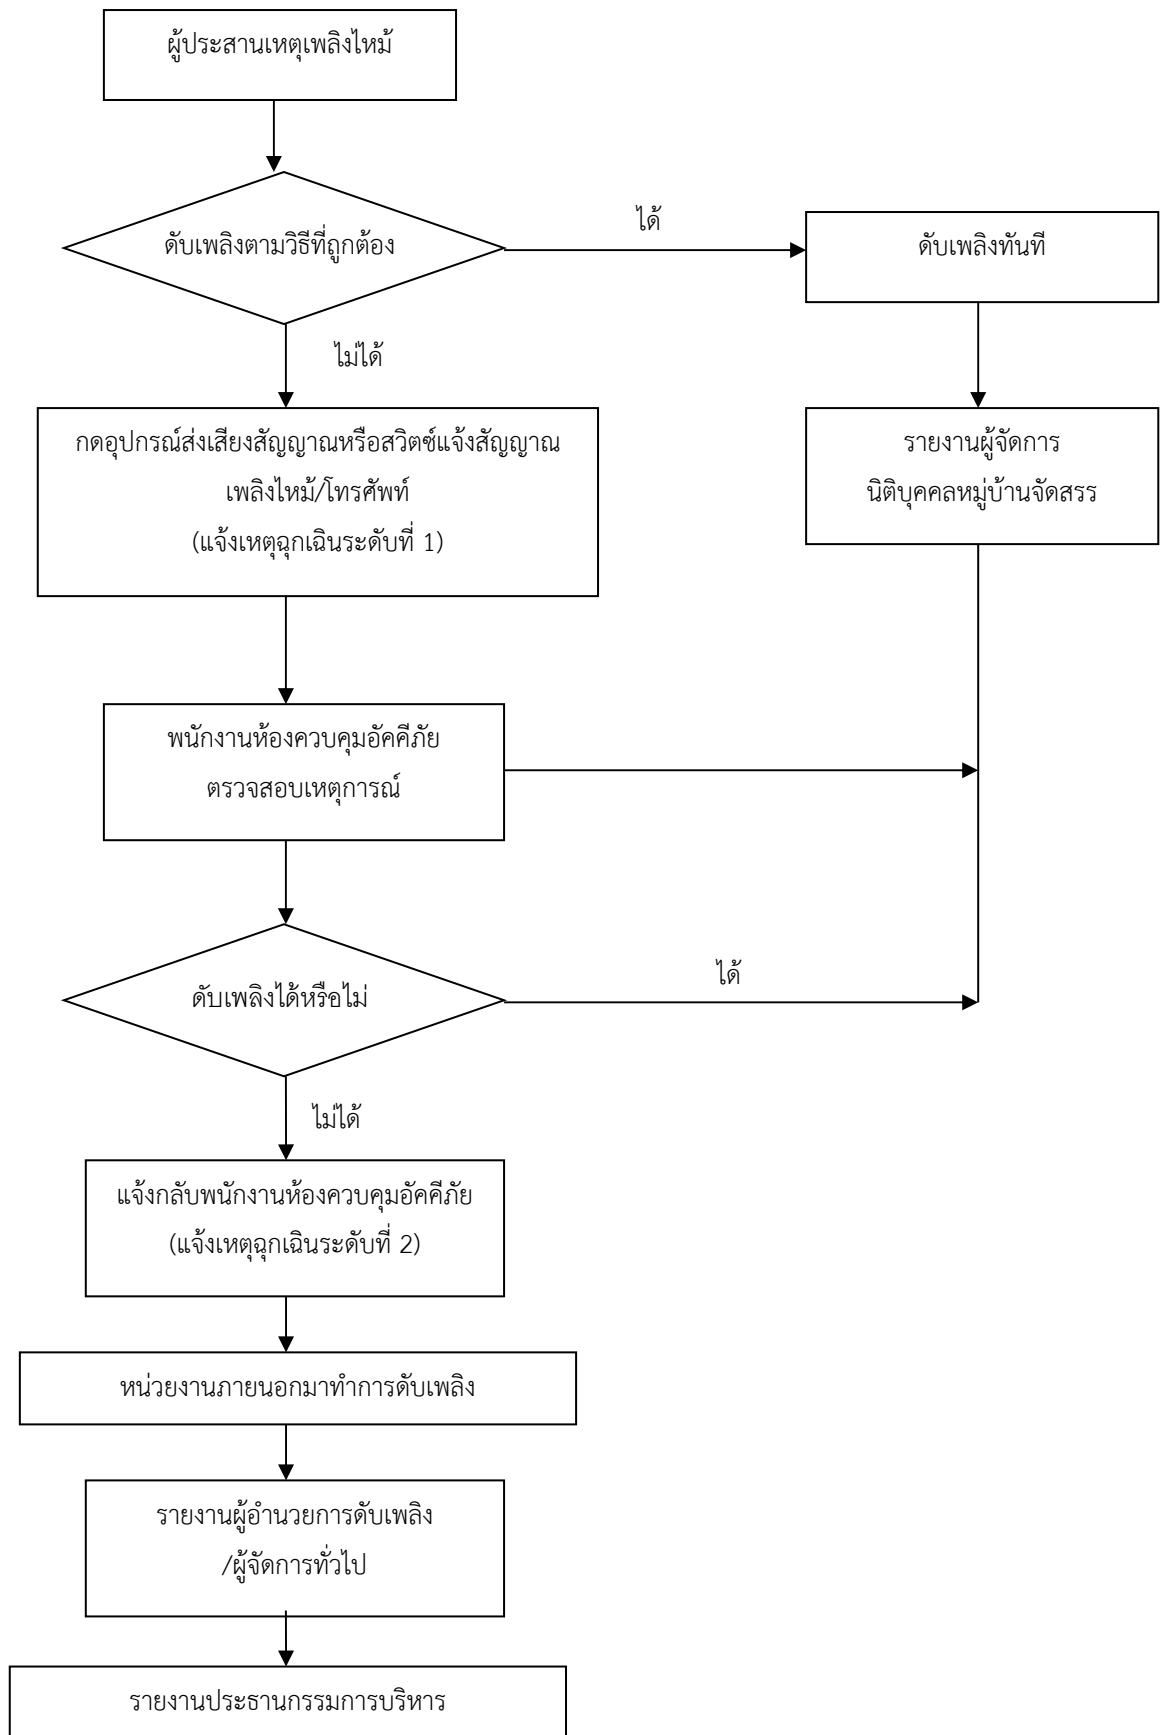 ผู้ประสานเหตุเพลิงไหม้
ดับเพลิงตามวิธีที่ถูกต้อง
ได้
ดับเพลิงทันที
ไม่ได้
กดอุปกรณ์ส่งเสียงสัญญาณหรือสวิตซ์แจ้งสัญญาณ
เพลิงไหม้/โทรศัพท์
(แจ้งเหตุฉุกเฉินระดับที่ 1)
รายงานผู้จัดการ
นิติบุคคลหมู่บ้านจัดสรร
พนักงานห้องควบคุมอัคคีภัย
ตรวจสอบเหตุการณ์
ดับเพลิงได้หรือไม่
ได้
ไม่ได้
แจ้งกลับพนักงานห้องควบคุมอัคคีภัย
(แจ้งเหตุฉุกเฉินระดับที่ 2)
หน่วยงานภายนอกมาทำการดับเพลิง
รายงานผู้อำนวยการดับเพลิง
/ผู้จัดการทั่วไป
รายงานประธานกรรมการบริหาร